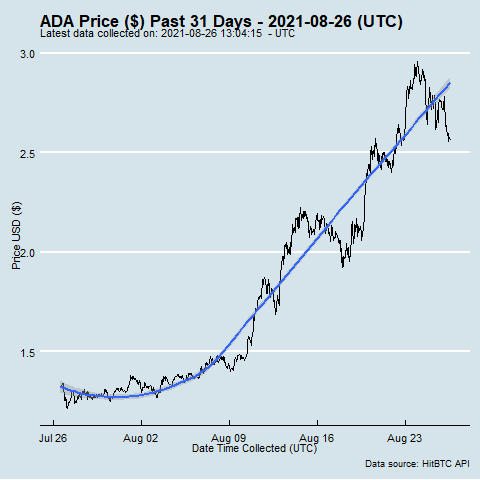 ADA Price ($) Past 31 Days - 2021-08-26 (UTC)
Latest data collected on: 2021-08-26 13:04:15  - UTC
Price USD ($)
3.0
2.5
2.0
1.5
Jul 26
Aug 02
Aug 09
Aug 16
Aug 23
Date Time Collected (UTC)
Data source: HitBTC API